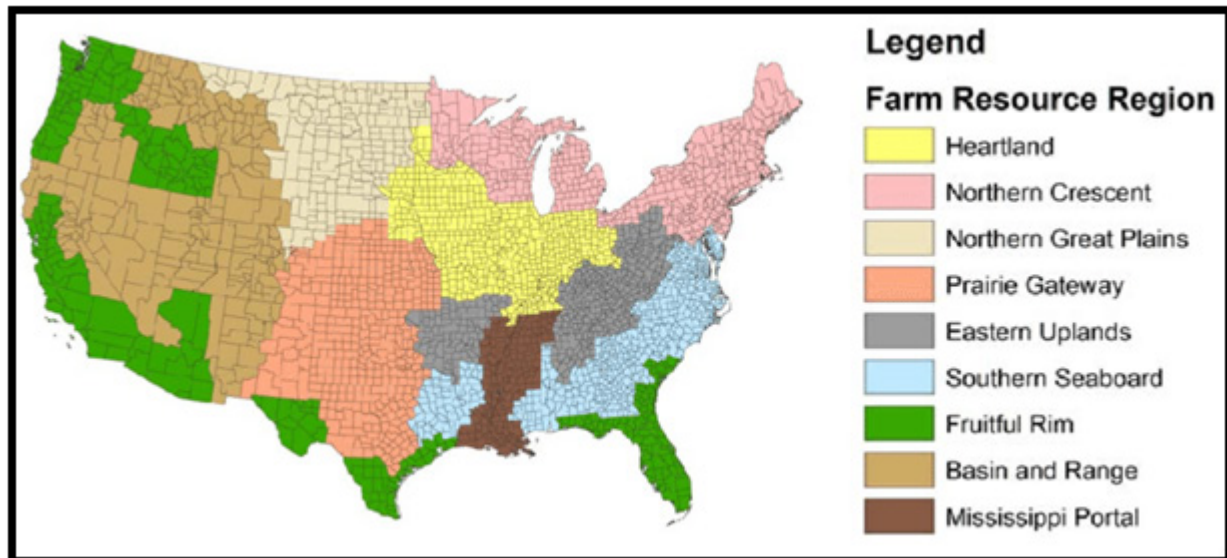 Legend
Farm Resource Region
Heartland
Northern Crescent
Northern Great Plains
Prairie Gateway
Eastern Uplands
Southern Seaboard
Fruitful Rim
Basin and Range
Mississippi Portal